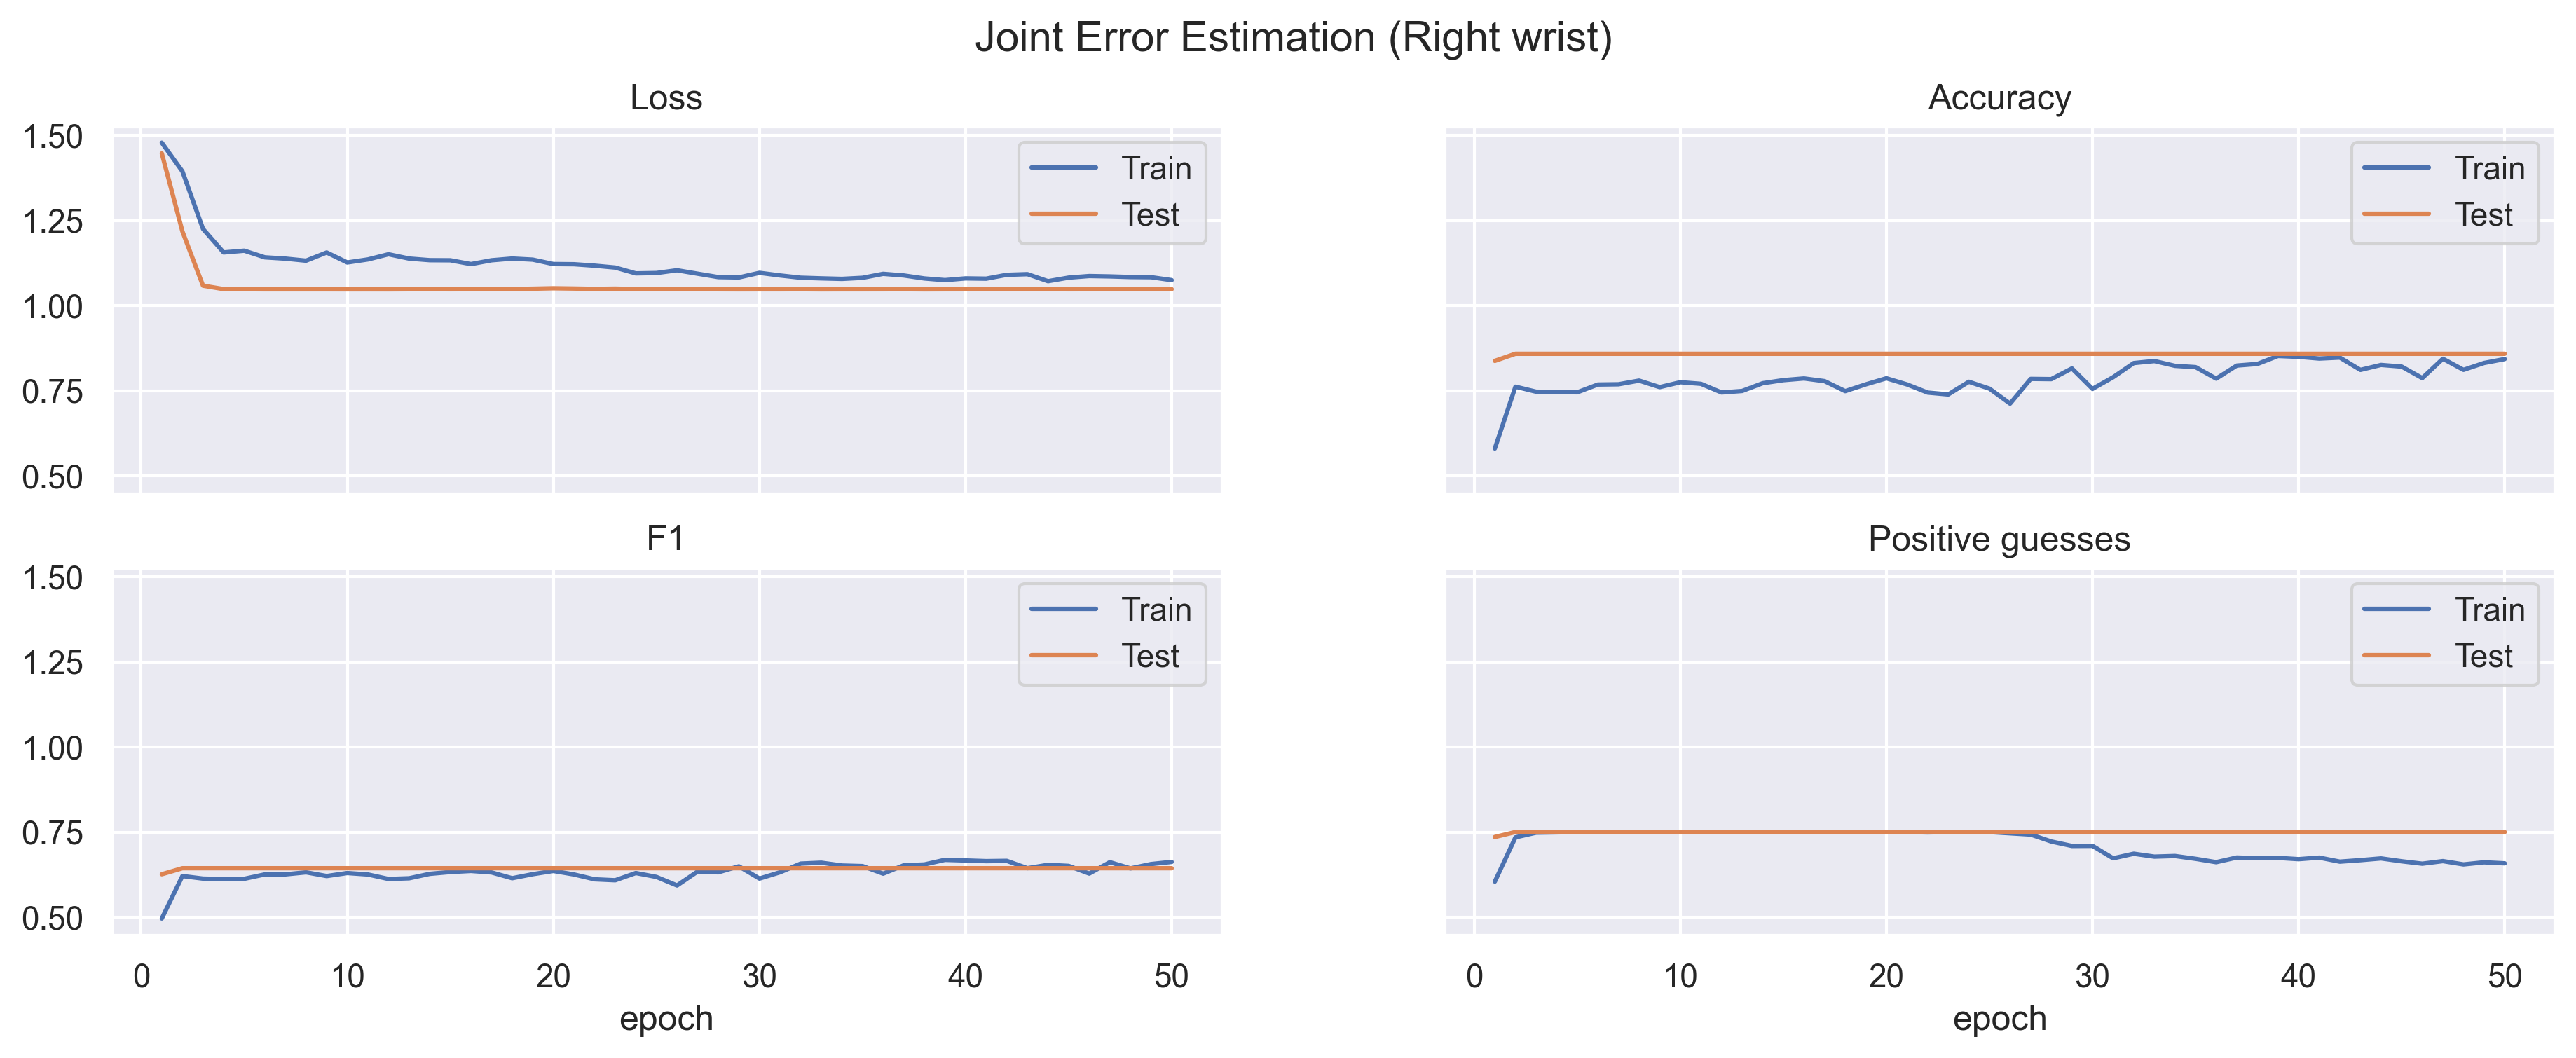 Joint Error Estimation (Right wrist)
Loss
1.50
1.25
1.00
0.75
0.50
Train
Test
Accuracy
Train
Test
F1
1.50
1.25
1.00
0.75
0.50
0 10 20 30 40 50
epoch
Train
Test
Positive guesses
Train
Test
0 10 20 30 40 50
epoch